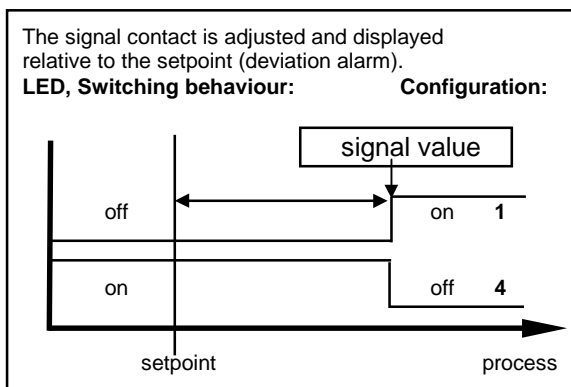 The signal contact is adjusted and displayed
relative to the setpoint (deviation alarm).
LED, Switching behaviour: Configuration:
signal value
off on 1
on off 4
setpoint process